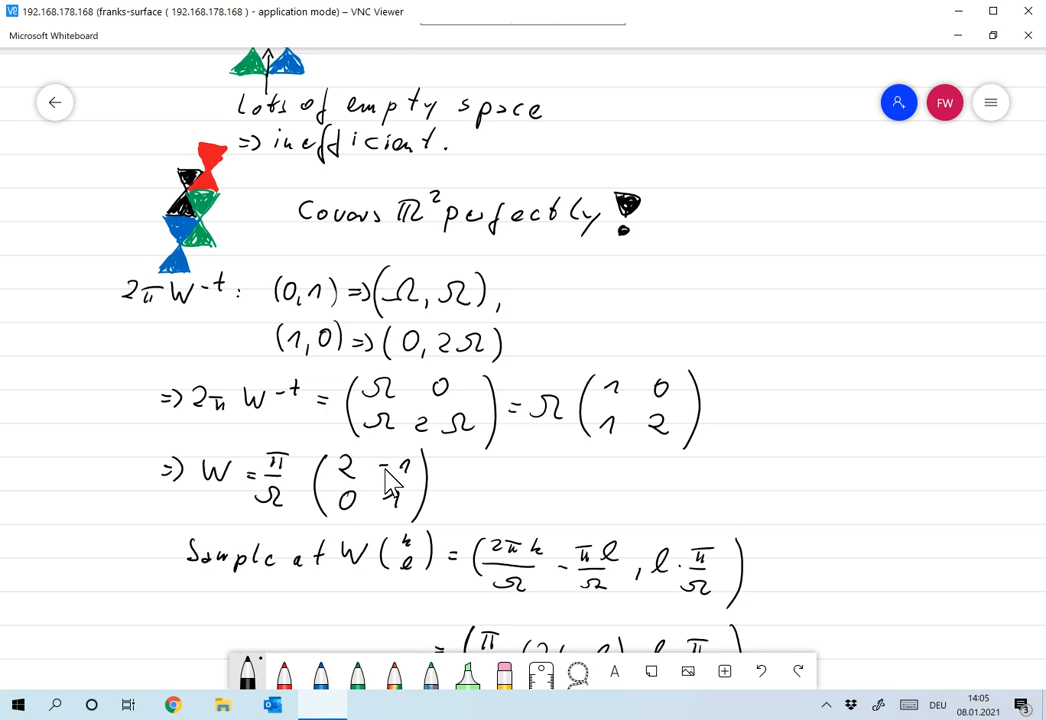 192.168.178.168 (franks-surface ( 192.168.178.168 ) - application mode) – VNC Viewer
Microsoft Whiteboard
FW
Lots of empty space
=> inefficient.
Covers ℝ² perfectly!
2π W^-t : (0,1) => (Ω, Ω),
(1,0) => (0, 2Ω)
=> 2π W^-t = (Ω 0; Ω 2Ω) = Ω (1 0; 1 2)
=> W = π/Ω (2 -1; 0 1)
Sample at W (k; l) = (2πk/Ω - πl/Ω , l · π/Ω)
14:05
DEU
08.01.2021
3